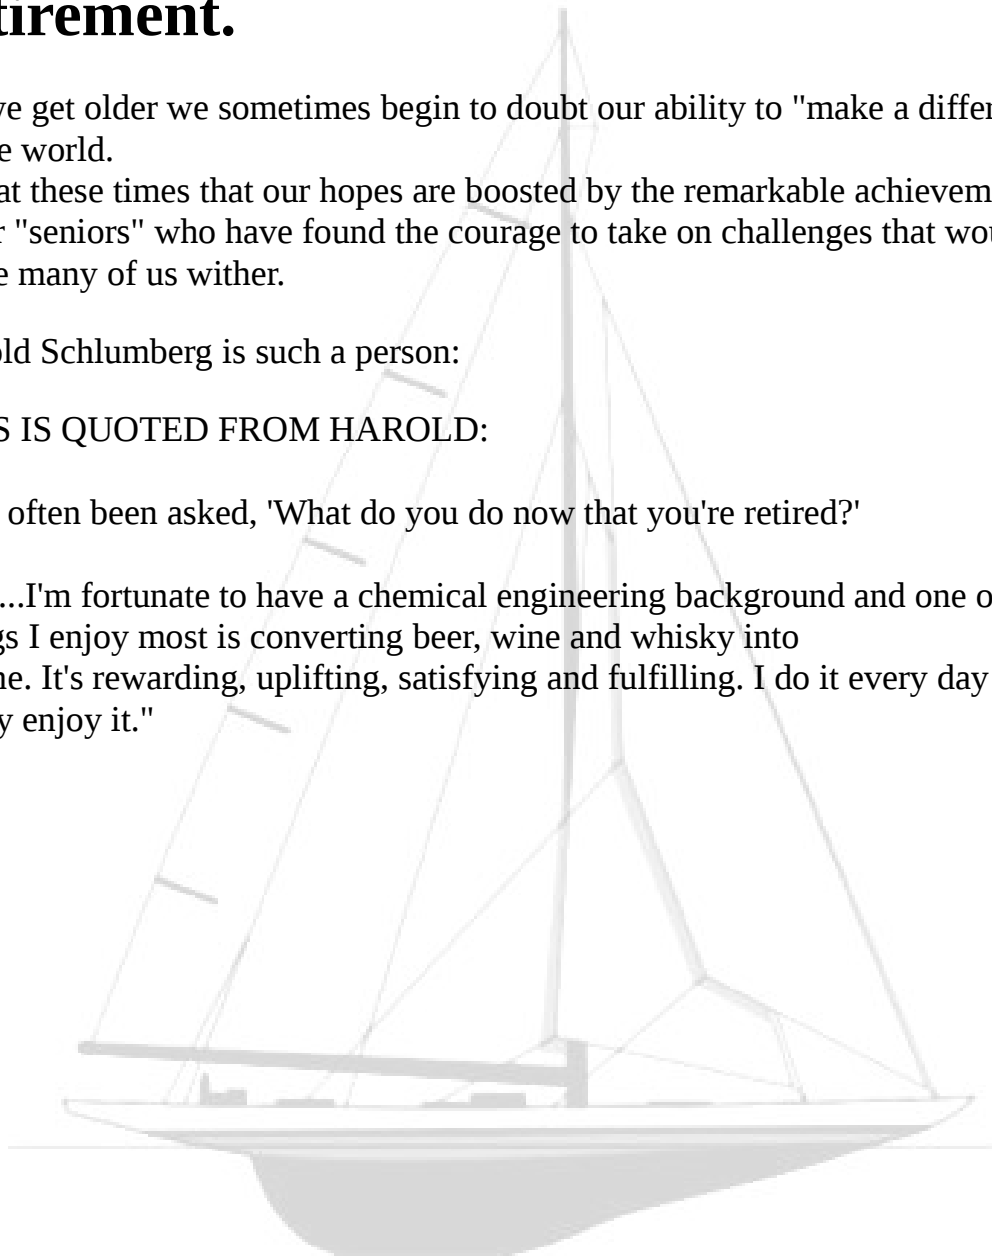 tirement.
ve get older we sometimes begin to doubt our ability to "make a differ
e world.
at these times that our hopes are boosted by the remarkable achievem
r "seniors" who have found the courage to take on challenges that wou
e many of us wither.
old Schlumberg is such a person:
S IS QUOTED FROM HAROLD:
often been asked, 'What do you do now that you're retired?'
...I'm fortunate to have a chemical engineering background and one o
gs I enjoy most is converting beer, wine and whisky into
ne. It's rewarding, uplifting, satisfying and fulfilling. I do it every day
y enjoy it."